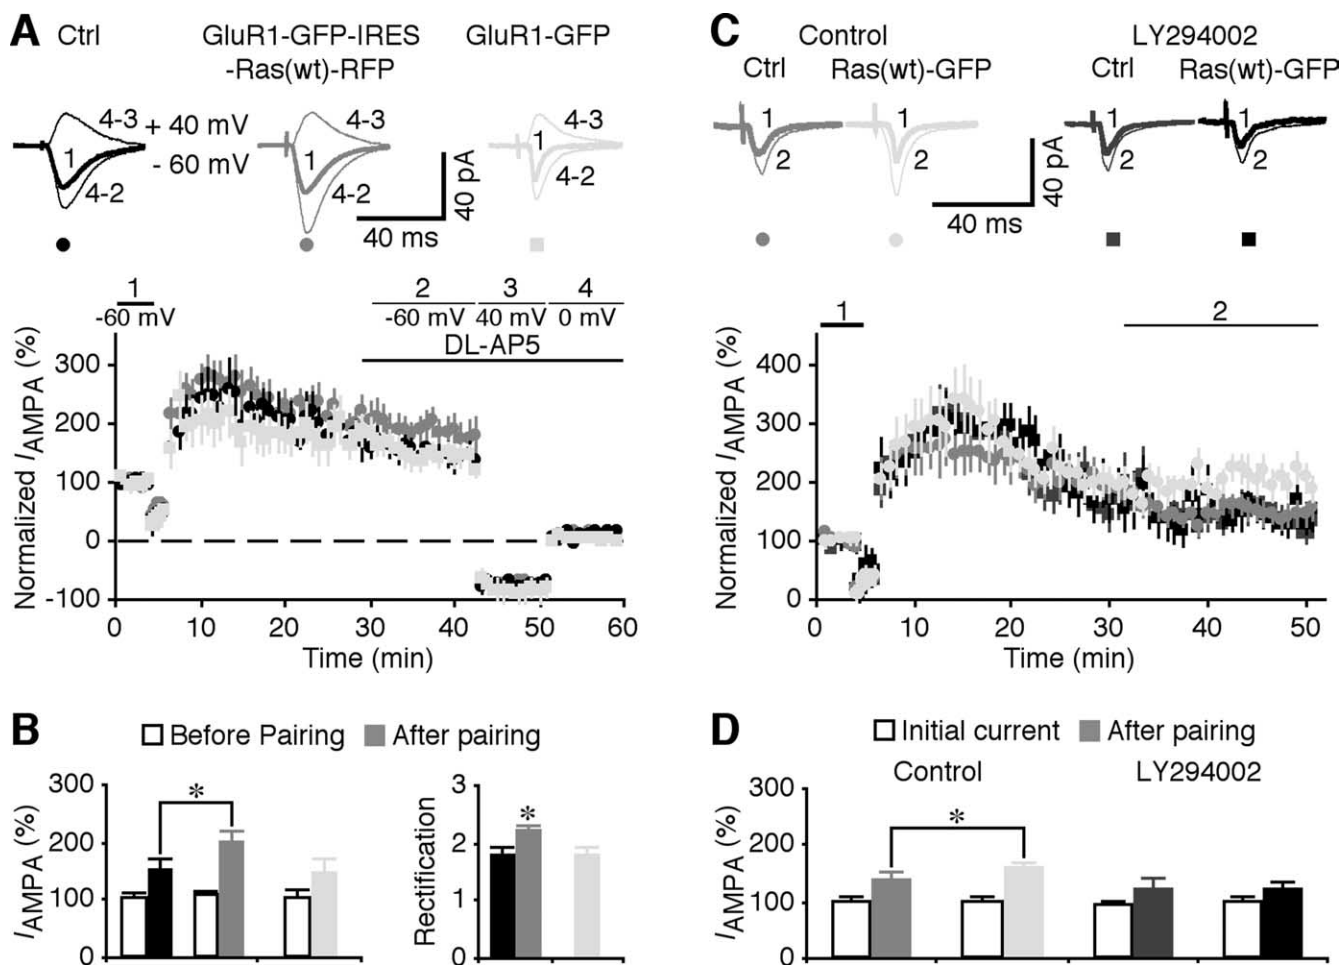 A
Ctrl
GluR1-GFP-IRES
-Ras(wt)-RFP
GluR1-GFP
4-3
+ 40 mV
1
- 60 mV
4-2
4-3
1
4-2
40 pA
40 ms
4-3
1
4-2
1
-60 mV
2
-60 mV
3
40 mV
4
0 mV
DL-AP5
Normalized IAMPA (%)
300
200
100
0
-100
0 10 20 30 40 50 60
Time (min)
C
Control
LY294002
Ctrl
Ras(wt)-GFP
Ctrl
Ras(wt)-GFP
1
2
1
2
1
2
1
2
40 pA
40 ms
1
2
Normalized IAMPA (%)
400
300
200
100
0
0 10 20 30 40 50
Time (min)
B
Before Pairing
After pairing
IAMPA (%)
300
200
100
0
*
Rectification
3
2
1
0
*
D
Initial current
After pairing
Control
LY294002
IAMPA (%)
300
200
100
0
*